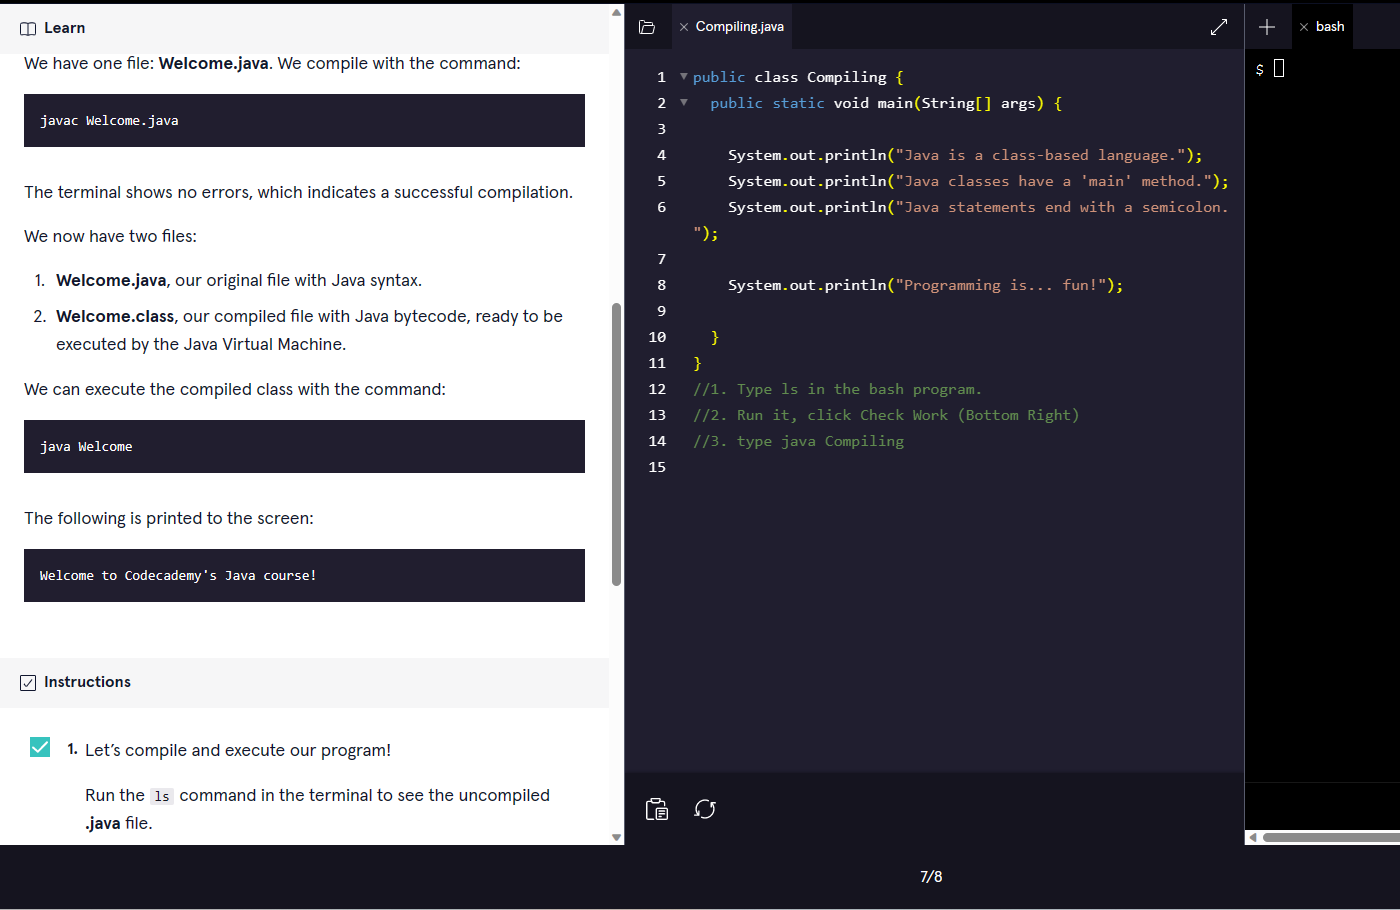 Learn
We have one file: Welcome.java. We compile with the command:
javac Welcome.java
The terminal shows no errors, which indicates a successful compilation.
We now have two files:
1. Welcome.java, our original file with Java syntax.
2. Welcome.class, our compiled file with Java bytecode, ready to be
executed by the Java Virtual Machine.
We can execute the compiled class with the command:
java Welcome
The following is printed to the screen:
Welcome to Codecademy's Java course!
Instructions
1. Let's compile and execute our program!
Run the ls command in the terminal to see the uncompiled
.java file.
Compiling.java
1 public class Compiling {
2 public static void main(String[] args) {
3
4 System.out.println("Java is a class-based language.");
5 System.out.println("Java classes have a 'main' method.");
6 System.out.println("Java statements end with a semicolon.
");
7
8 System.out.println("Programming is... fun!");
9
10 }
11 }
12 //1. Type ls in the bash program.
13 //2. Run it, click Check Work (Bottom Right)
14 //3. type java Compiling
15
bash
$
7/8